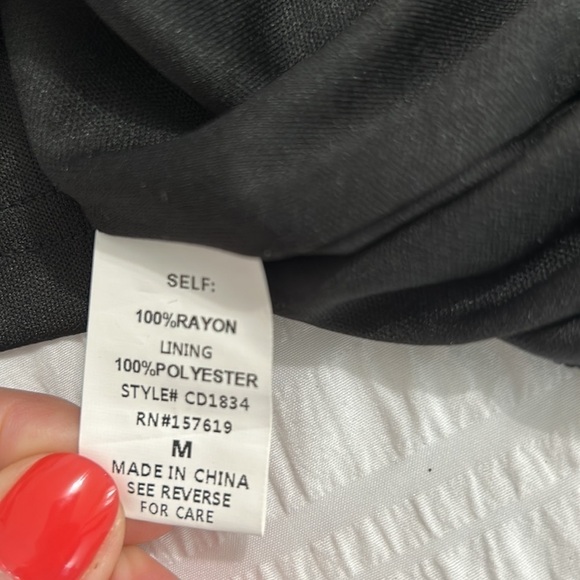 SELF:
100%RAYON
LINING
100%POLYESTER
STYLE# CD1834
RN#157619
M
MADE IN CHINA
SEE REVERSE
FOR CARE